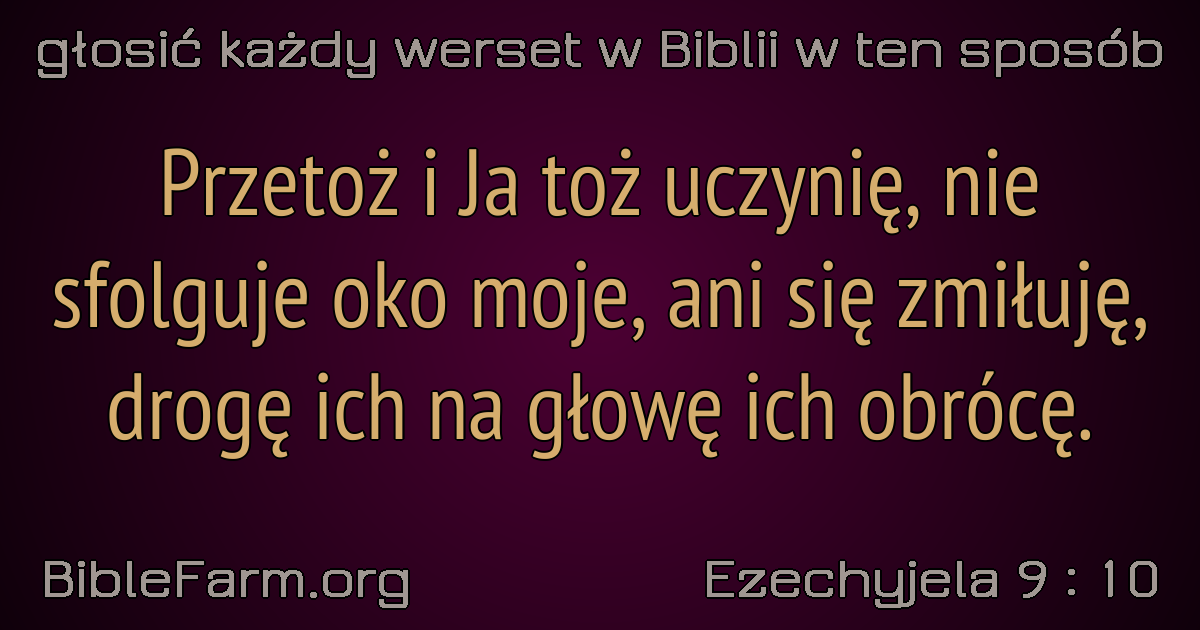 głosić każdy werset w Biblii w ten sposób
Przetoż i Ja toż uczynię, nie
sfolguje oko moje, ani się zmiłuję,
drogę ich na głowę ich obrócę.
BibleFarm.org
Ezechyjela 9 : 10